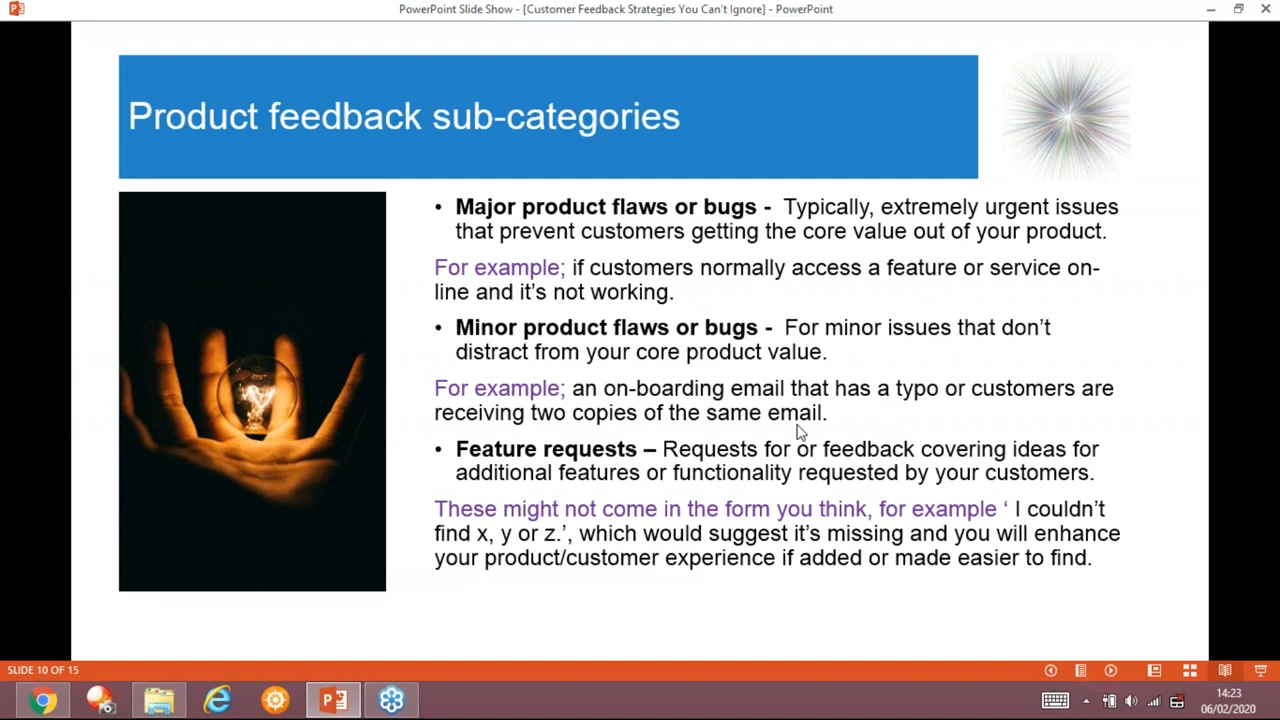 PowerPoint Slide Show - [Customer Feedback Strategies You Can't Ignore] - PowerPoint
Product feedback sub-categories
• Major product flaws or bugs - Typically, extremely urgent issues
that prevent customers getting the core value out of your product.
For example; if customers normally access a feature or service on-
line and it’s not working.
• Minor product flaws or bugs - For minor issues that don’t
distract from your core product value.
For example; an on-boarding email that has a typo or customers are
receiving two copies of the same email.
• Feature requests – Requests for or feedback covering ideas for
additional features or functionality requested by your customers.
These might not come in the form you think, for example ‘ I couldn’t
find x, y or z.’, which would suggest it’s missing and you will enhance
your product/customer experience if added or made easier to find.
SLIDE 10 OF 15
14:23
06/02/2020